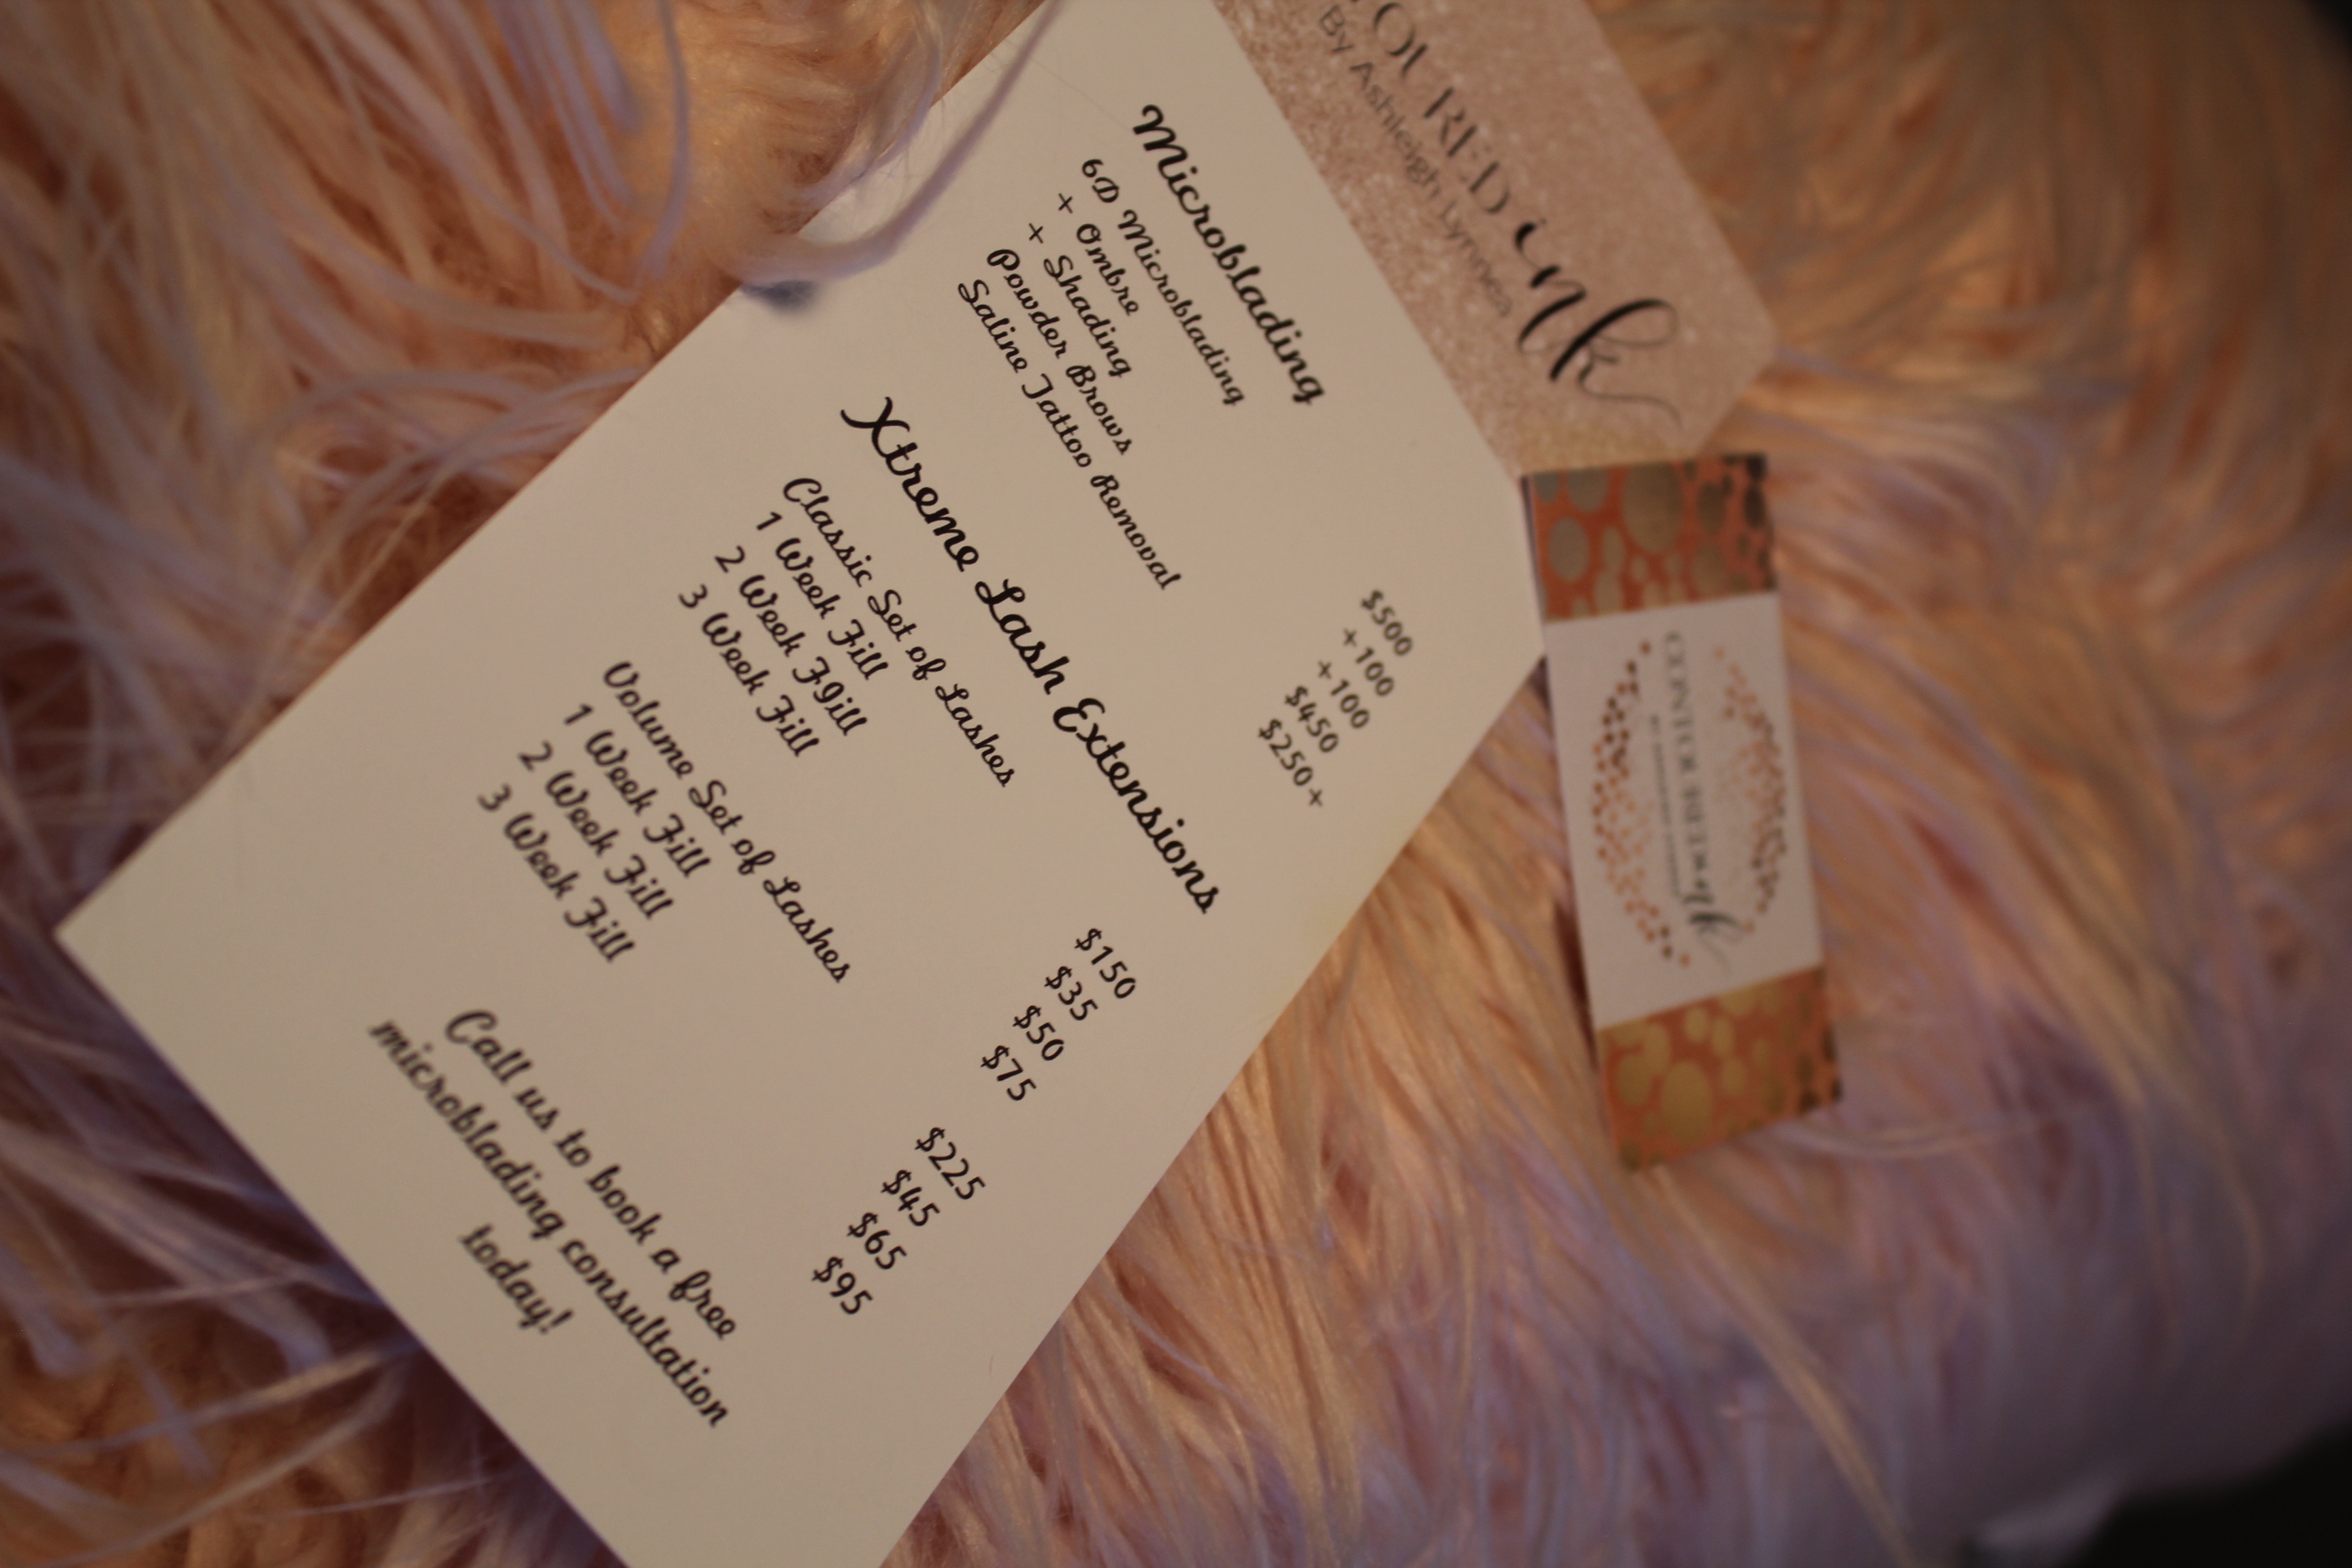 CONTOURED ink
TOURED ink
By Ashleigh Lynnea
Microblading
6D Microblading $500
+ Ombre +100
+ Shading +100
Powder Brows $450
Saline Tattoo Removal $250+
Xtreme Lash Extensions
Classic Set of Lashes $150
1 Week Fill $35
2 Week F9ill $50
3 Week Fill $75
Volume Set of Lashes $225
1 Week Fill $45
2 Week Fill $65
3 Week Fill $95
Call us to book a free
microblading consultation
today!